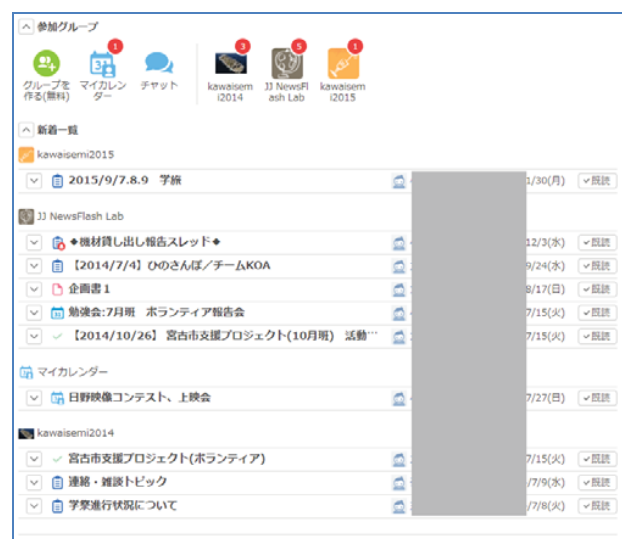 参加グループ
1
3
5
1
グループを作る(無料)
マイカレンダー
チャット
kawaisemi2014
JJ NewsFlash Lab
kawaisemi2015
新着一覧
kawaisemi2015
2015/9/7.8.9 学旅 1/30(月) 既読
JJ NewsFlash Lab
◆機材貸し出し報告スレッド◆ 12/3(水) 既読
【2014/7/4】ひのさんぽ/チームKOA 9/24(水) 既読
企画書1 8/17(日) 既読
勉強会:7月班 ボランティア報告会 7/15(火) 既読
【2014/10/26】 宮古市支援プロジェクト(10月班) 活動… 7/15(火) 既読
マイカレンダー
日野映像コンテスト、上映会 7/27(日) 既読
kawaisemi2014
宮古市支援プロジェクト(ボランティア) 7/15(火) 既読
連絡・雑談トピック /7/9(水) 既読
学祭進行状況について /7/8(火) 既読